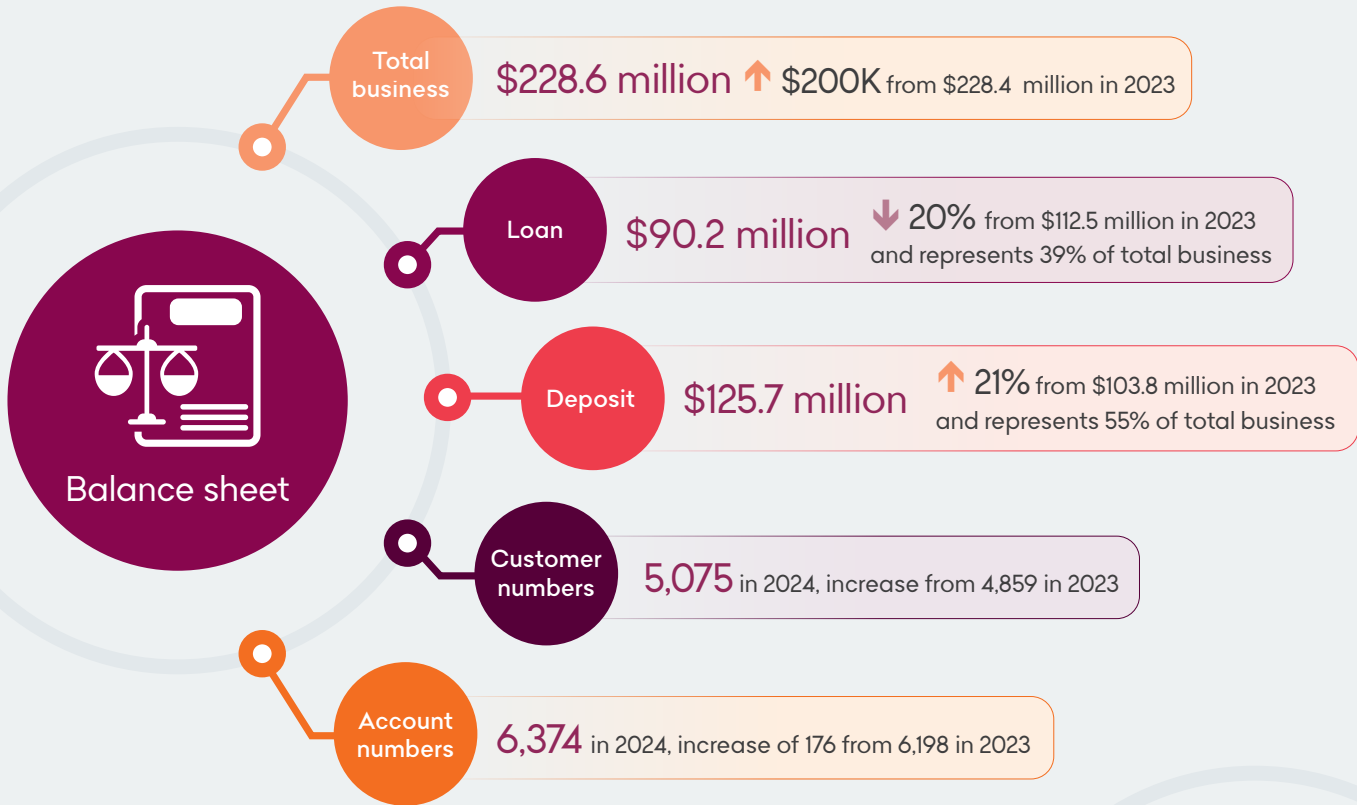 Total
business
$228.6 million $200K from $228.4 million in 2023
Loan
$90.2 million
20% from $112.5 million in 2023
and represents 39% of total business
Deposit
$125.7 million
21% from $103.8 million in 2023
and represents 55% of total business
Balance sheet
Customer
numbers
5,075 in 2024, increase from 4,859 in 2023
Account
numbers
6,374 in 2024, increase of 176 from 6,198 in 2023